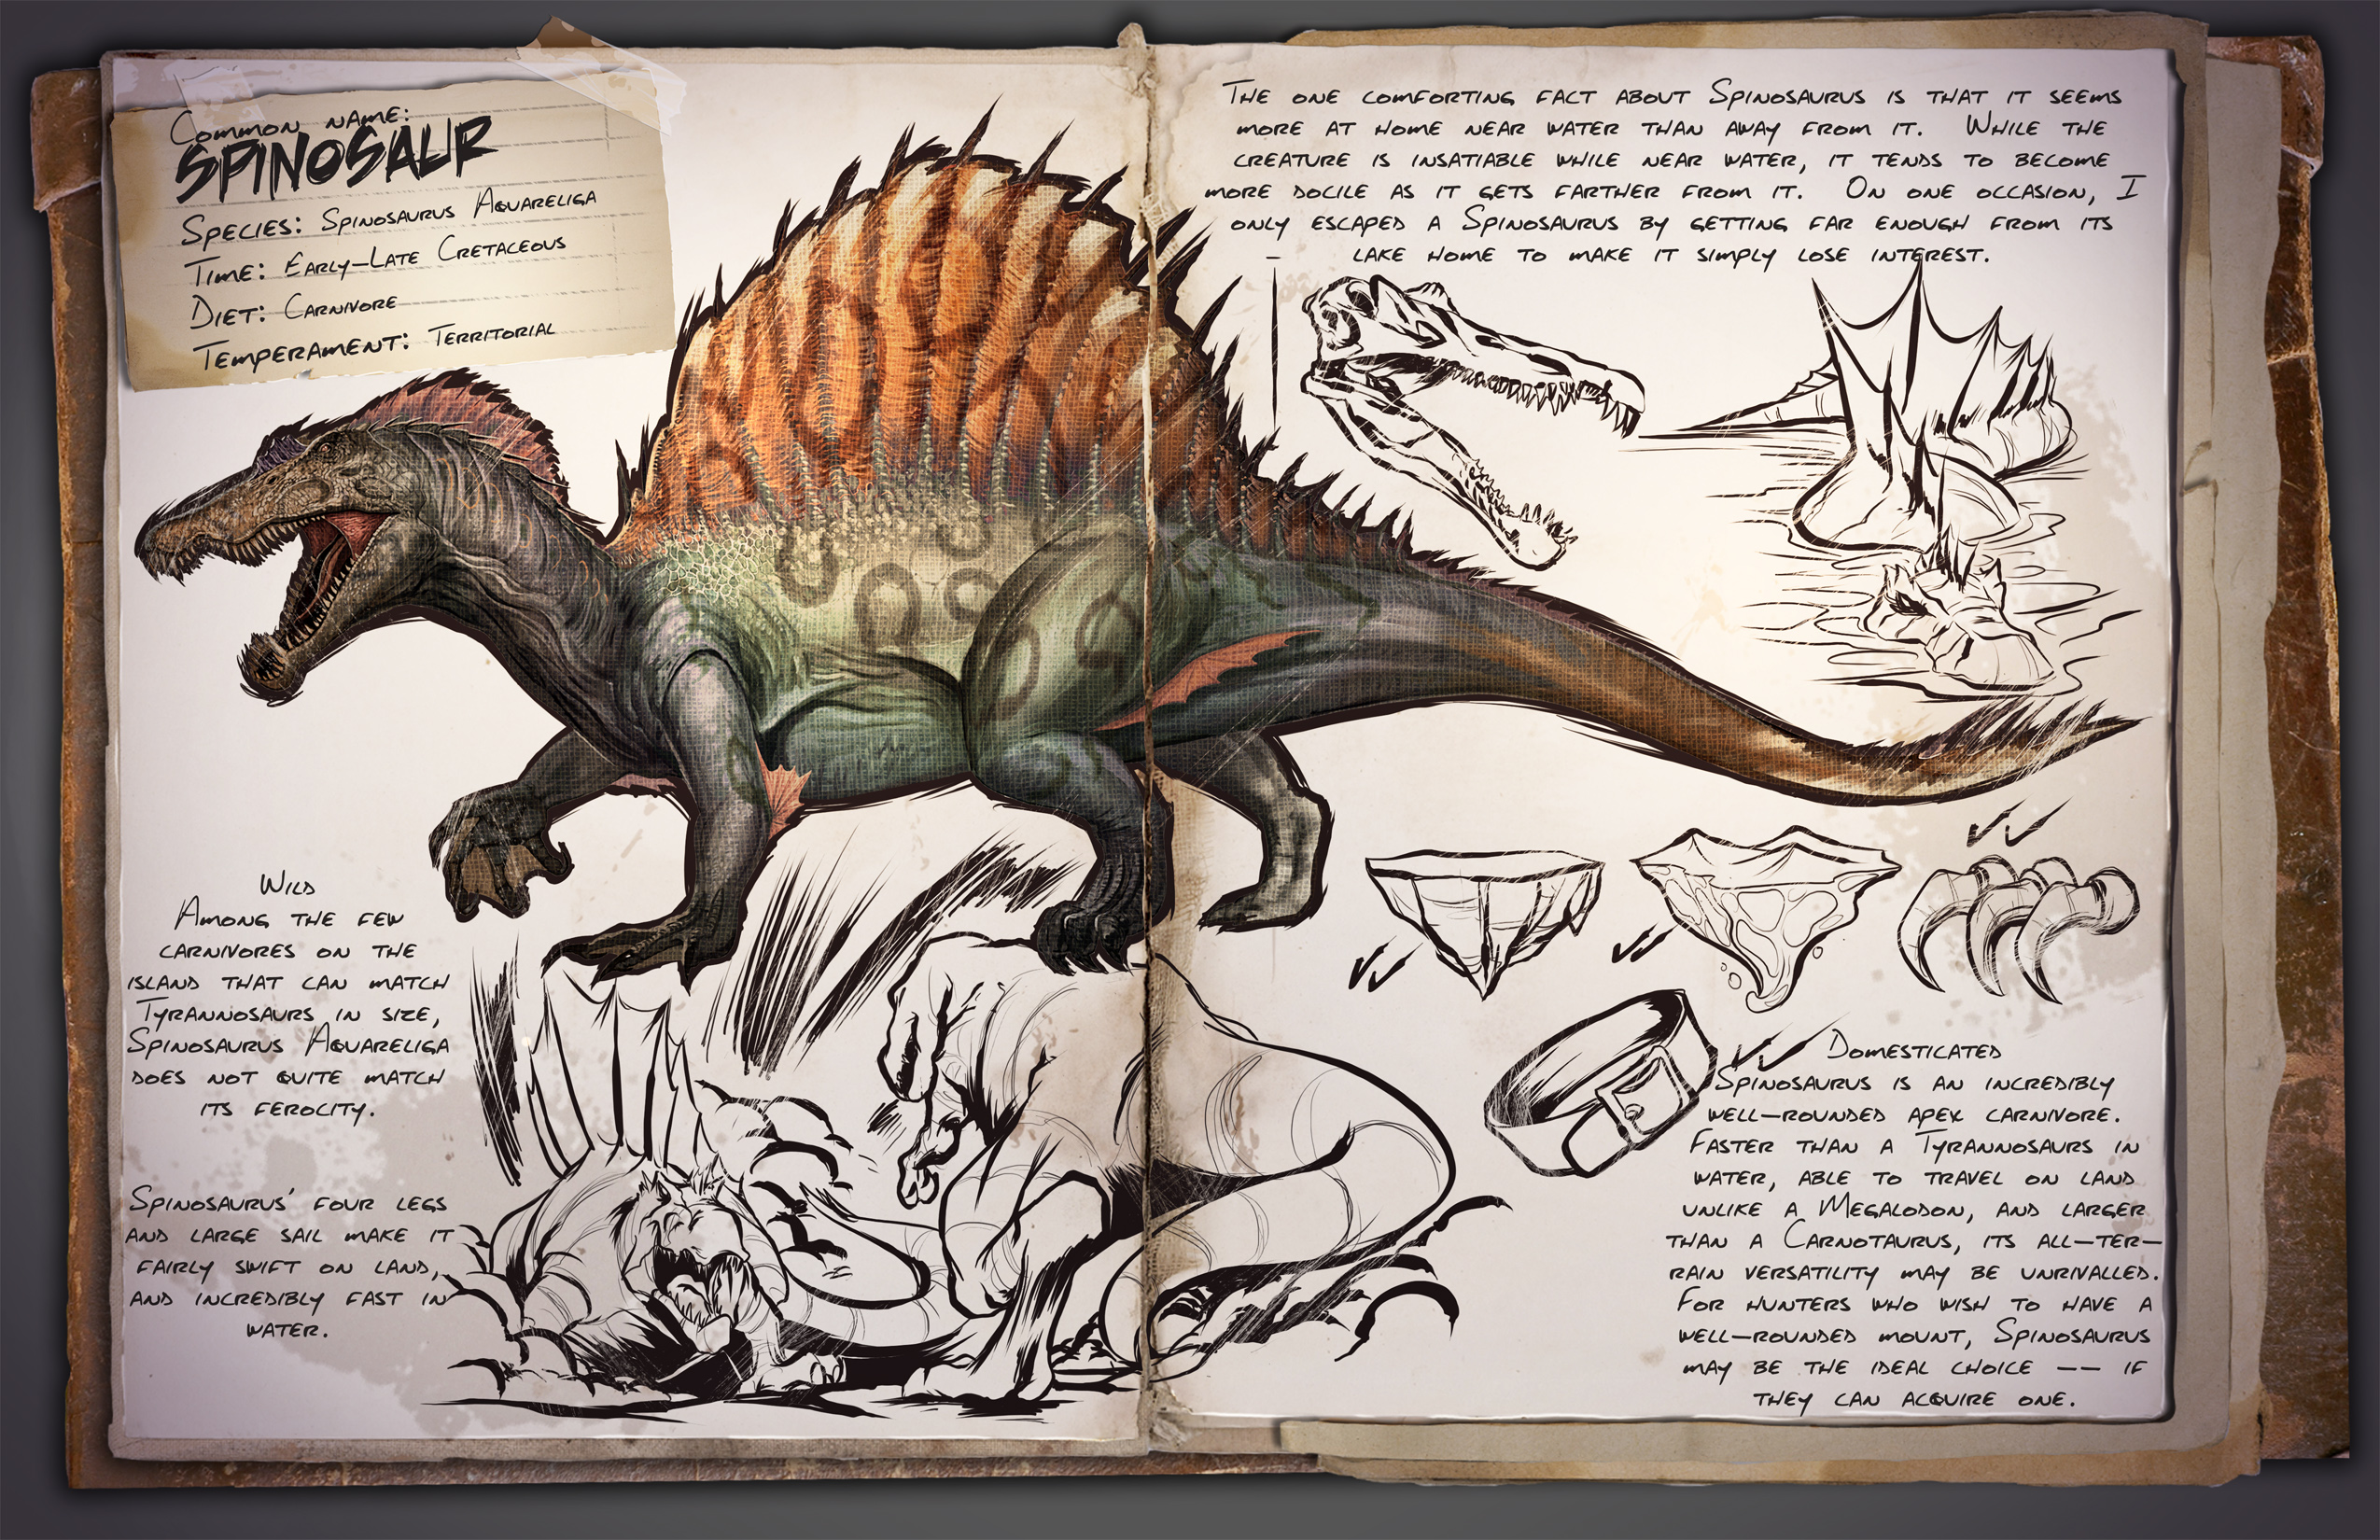 Common name:
SPINOSAUR
Species: Spinosaurus Aquareliga
Time: Early-Late Cretaceous
Diet: Carnivore
Temperament: Territorial
Wild
Among the few
carnivores on the
island that can match
Tyrannosaurs in size,
Spinosaurus Aquareliga
does not quite match
its ferocity.
Spinosaurus' four legs
and large sail make it
fairly swift on land,
and incredibly fast in
water.
The one comforting fact about Spinosaurus is that it seems
more at home near water than away from it. While the
creature is insatiable while near water, it tends to become
more docile as it gets farther from it. On one occasion, I
only escaped a Spinosaurus by getting far enough from its
lake home to make it simply lose interest.
Domesticated
Spinosaurus is an incredibly
well-rounded apex carnivore.
Faster than a Tyrannosaurs in
water, able to travel on land
unlike a Megalodon, and larger
than a Carnotaurus, its all-ter-
rain versatility may be unrivalled.
For hunters who wish to have a
well-rounded mount, Spinosaurus
may be the ideal choice -- if
they can acquire one.